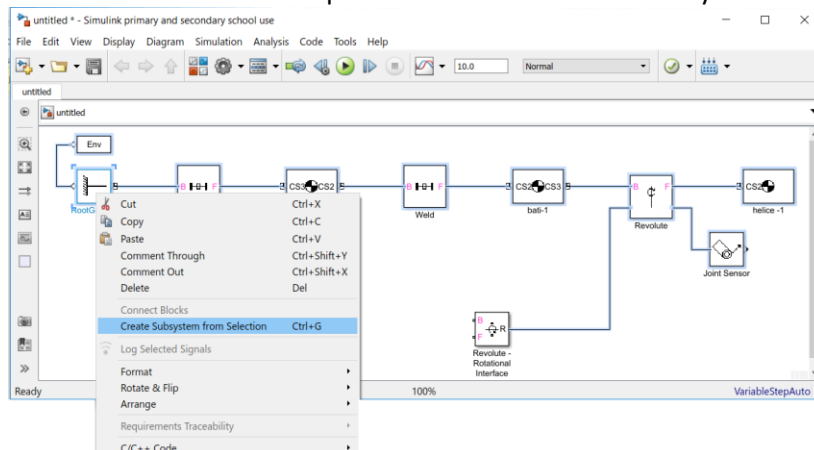 untitled * - Simulink primary and secondary school use
File Edit View Display Diagram Simulation Analysis Code Tools Help
10.0 Normal
untitled
untitled
Env
B F CS3 CS2 B F CS2 CS3 B F CS2
Weld bati-1 Revolute helice -1
Joint Sensor
B
F
R
Revolute -
Rotational
Interface
Cut Ctrl+X
Copy Ctrl+C
Paste Ctrl+V
Comment Through Ctrl+Shift+Y
Comment Out Ctrl+Shift+X
Delete Del
Connect Blocks
Create Subsystem from Selection Ctrl+G
Log Selected Signals
Format
Rotate & Flip
Arrange
Requirements Traceability
C/C++ Code
Ready 100% VariableStepAuto